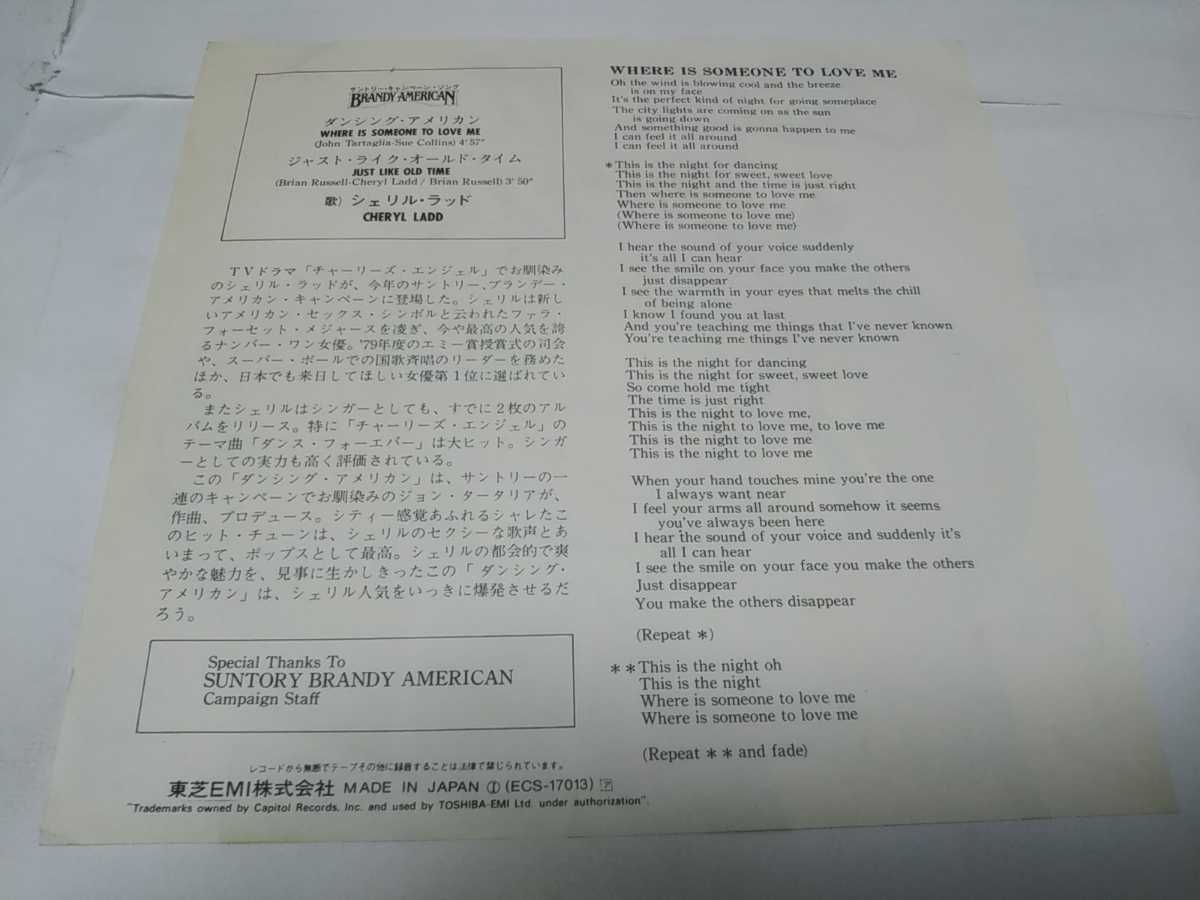 サントリー・キャンペーン・ソング
BRANDY AMERICAN
ダンシング・アメリカン
WHERE IS SOMEONE TO LOVE ME
(John Tartaglia-Sue Collins) 4'57"
ジャスト・ライク・オールド・タイム
JUST LIKE OLD TIME
(Brian Russell-Cheryl Ladd / Brian Russell) 3'50"
歌) シェリル・ラッド
CHERYL LADD
TVドラマ「チャーリーズ・エンジェル」でお馴染み
のシェリル・ラッドが、今年のサントリー、ブランデー・
アメリカン・キャンペーンに登場した。シェリルは新し
いアメリカン・セックス・シンボルと云われたファラ・
フォーセット・メジャースを凌ぎ、今や最高の人気を誇
るナンバー・ワン女優。'79年度のエミー賞授賞式の司会
や、スーパー・ボールでの国歌斉唱のリーダーを務めた
ほか、日本でも来日してほしい女優第1位に選ばれてい
る。
またシェリルはシンガーとしても、すでに2枚のアル
バムをリリース。特に「チャーリーズ・エンジェル」の
テーマ曲「ダンス・フォーエバー」は大ヒット。シンガ
ーとしての実力も高く評価されている。
この「ダンシング・アメリカン」は、サントリーの一
連のキャンペーンでお馴染みのジョン・タータリアが、
作曲、プロデュース。シティー感覚あふれるシャレたこ
のヒット・チューンは、シェリルのセクシーな歌声とあ
いまって、ポップスとして最高。シェリルの都会的で爽
やかな魅力を、見事に生かしきったこの「ダンシング・
アメリカン」は、シェリル人気をいっきに爆発させるだ
ろう。
Special Thanks To
SUNTORY BRANDY AMERICAN
Campaign Staff
レコードから無断でテープその他に録音することは法律で禁じられています。
東芝EMI株式会社 MADE IN JAPAN Ⓘ (ECS-17013) ア
"Trademarks owned by Capitol Records, Inc. and used by TOSHIBA-EMI Ltd. under authorization".
WHERE IS SOMEONE TO LOVE ME
Oh the wind is blowing cool and the breeze
is on my face
It's the perfect kind of night for going someplace
The city lights are coming on as the sun
is going down
And something good is gonna happen to me
I can feel it all around
I can feel it all around
*This is the night for dancing
This is the night for sweet, sweet love
This is the night and the time is just right
Then where is someone to love me
Where is someone to love me
(Where is someone to love me)
(Where is someone to love me)
I hear the sound of your voice suddenly
it's all I can hear
I see the smile on your face you make the others
just disappear
I see the warmth in your eyes that melts the chill
of being alone
I know I found you at last
And you're teaching me things that I've never known
You're teaching me things I've never known
This is the night for dancing
This is the night for sweet, sweet love
So come hold me tight
The time is just right
This is the night to love me,
This is the night to love me, to love me
This is the night to love me
This is the night to love me
When your hand touches mine you're the one
I always want near
I feel your arms all around somehow it seems
you've always been here
I hear the sound of your voice and suddenly it's
all I can hear
I see the smile on your face you make the others
Just disappear
You make the others disappear
(Repeat *)
**This is the night oh
This is the night
Where is someone to love me
Where is someone to love me
(Repeat ** and fade)